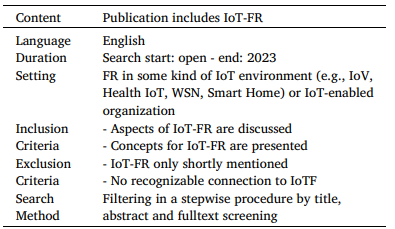 Content Publication includes IoT-FR
Language English
Duration Search start: open - end: 2023
Setting FR in some kind of IoT environment (e.g., IoV,
Health IoT, WSN, Smart Home) or IoT-enabled
organization
Inclusion - Aspects of IoT-FR are discussed
Criteria - Concepts for IoT-FR are presented
Exclusion - IoT-FR only shortly mentioned
Criteria - No recognizable connection to IoTF
Search Filtering in a stepwise procedure by title,
Method abstract and fulltext screening